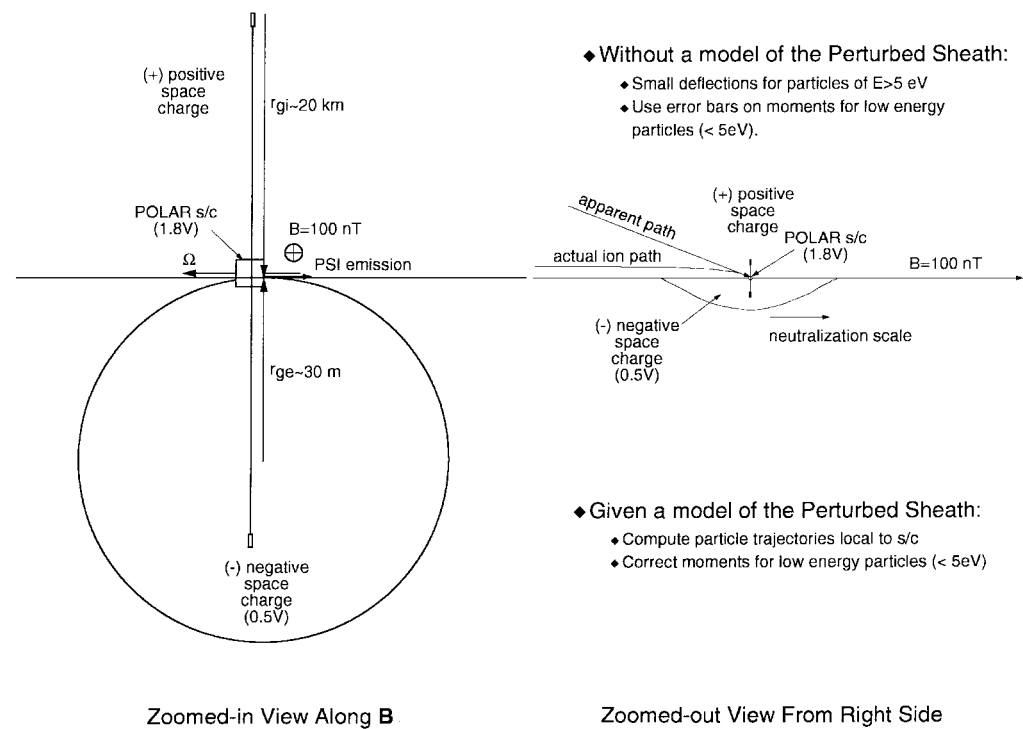 (+) positive
space
charge
rgi~20 km
POLAR s/c
(1.8V)
B=100 nT
Ω
PSI emission
rge~30 m
(-) negative
space
charge
(0.5V)
Zoomed-in View Along B
◆ Without a model of the Perturbed Sheath:
◆ Small deflections for particles of E>5 eV
◆ Use error bars on moments for low energy
particles (< 5eV).
apparent path
(+) positive
space
charge
POLAR s/c
(1.8V)
actual ion path
B=100 nT
(-) negative
space
charge
(0.5V)
neutralization scale
◆ Given a model of the Perturbed Sheath:
◆ Compute particle trajectories local to s/c
◆ Correct moments for low energy particles (< 5eV)
Zoomed-out View From Right Side